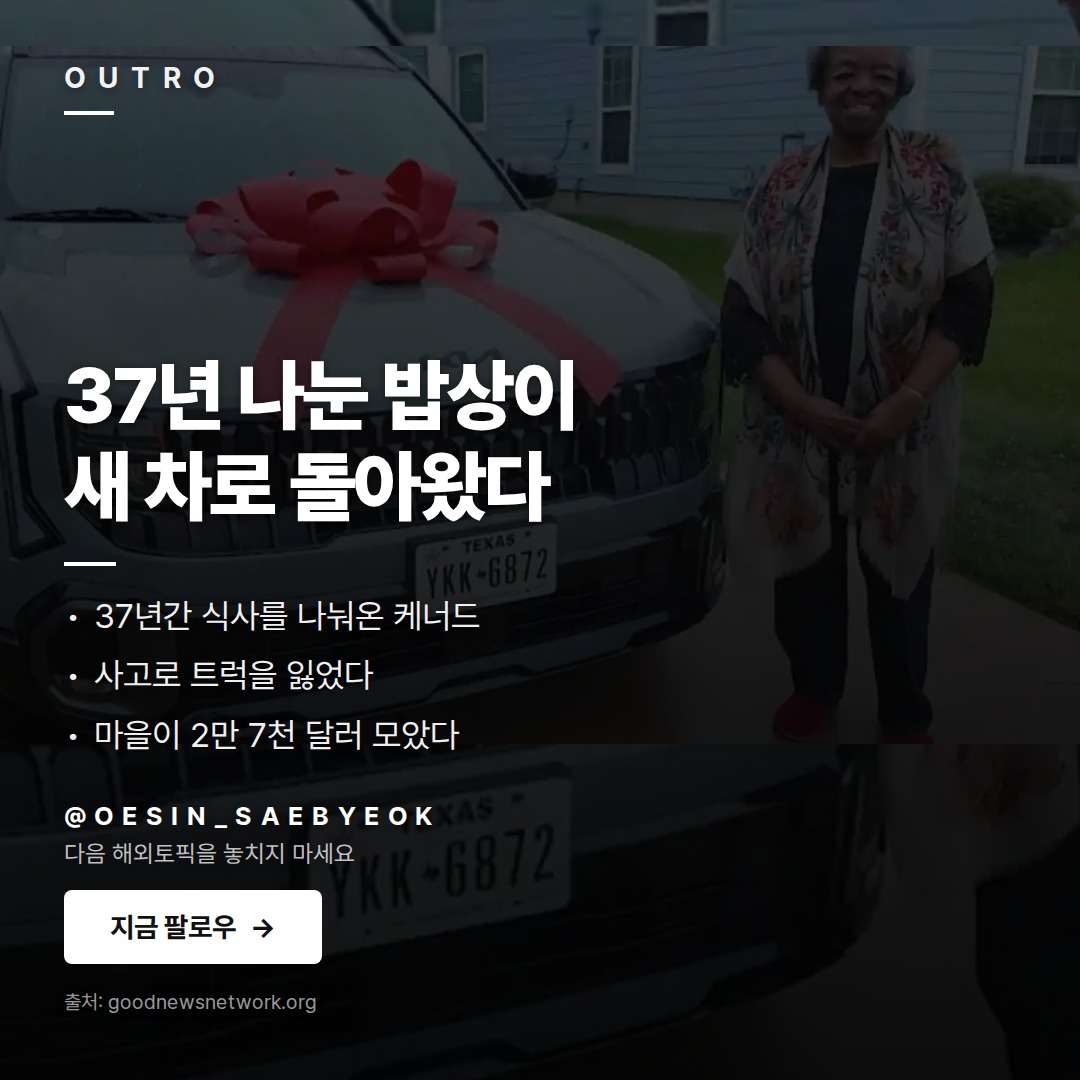 OUTRO
37년 나눈 밥상이
새 차로 돌아왔다
TEXAS
YKK 6872
• 37년간 식사를 나눠온 케너드
• 사고로 트럭을 잃었다
• 마을이 2만 7천 달러 모았다
@OESIN_SAEBYEOK
다음 해외토픽을 놓치지 마세요
TEXAS
YKK 6872
지금 팔로우 →
출처: goodnewsnetwork.org